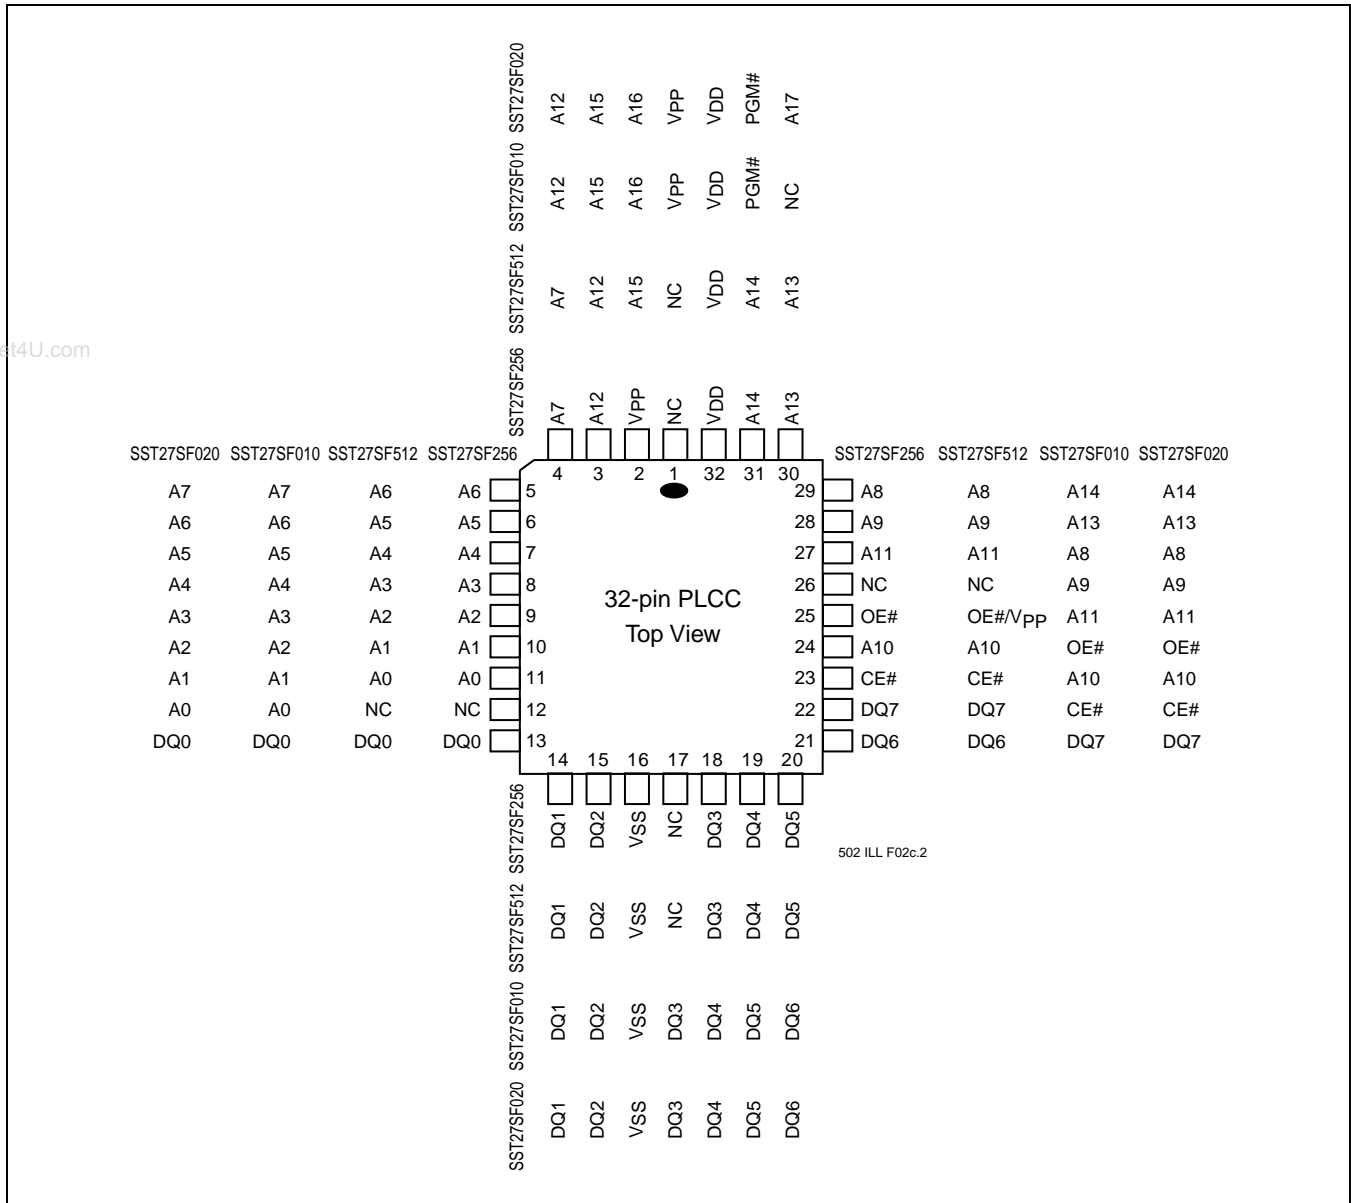 SST27SF020 A12 A15 A16 VPP VDD PGM# A17
SST27SF010 A12 A15 A16 VPP VDD PGM# NC
SST27SF512 A7 A12 A15 NC VDD A14 A13
et4U.com
SST27SF256 A7 A12 VPP NC VDD A14 A13
SST27SF020 SST27SF010 SST27SF512 SST27SF256 SST27SF256 SST27SF512 SST27SF010 SST27SF020
4 3 2 1 32 31 30
A7 A7 A6 A6 5 29 A8 A8 A14 A14
A6 A6 A5 A5 6 28 A9 A9 A13 A13
A5 A5 A4 A4 7 27 A11 A11 A8 A8
A4 A4 A3 A3 8 26 NC NC A9 A9
32-pin PLCC
A3 A3 A2 A2 9 25 OE# OE#/VPP A11 A11
Top View
A2 A2 A1 A1 10 24 A10 A10 OE# OE#
A1 A1 A0 A0 11 23 CE# CE# A10 A10
A0 A0 NC NC 12 22 DQ7 DQ7 CE# CE#
DQ0 DQ0 DQ0 DQ0 13 21 DQ6 DQ6 DQ7 DQ7
14 15 16 17 18 19 20
SST27SF256 DQ1 DQ2 VSS NC DQ3 DQ4 DQ5
502 ILL F02c.2
SST27SF512 DQ1 DQ2 VSS NC DQ3 DQ4 DQ5
SST27SF010 DQ1 DQ2 VSS DQ3 DQ4 DQ5 DQ6
SST27SF020 DQ1 DQ2 VSS DQ3 DQ4 DQ5 DQ6